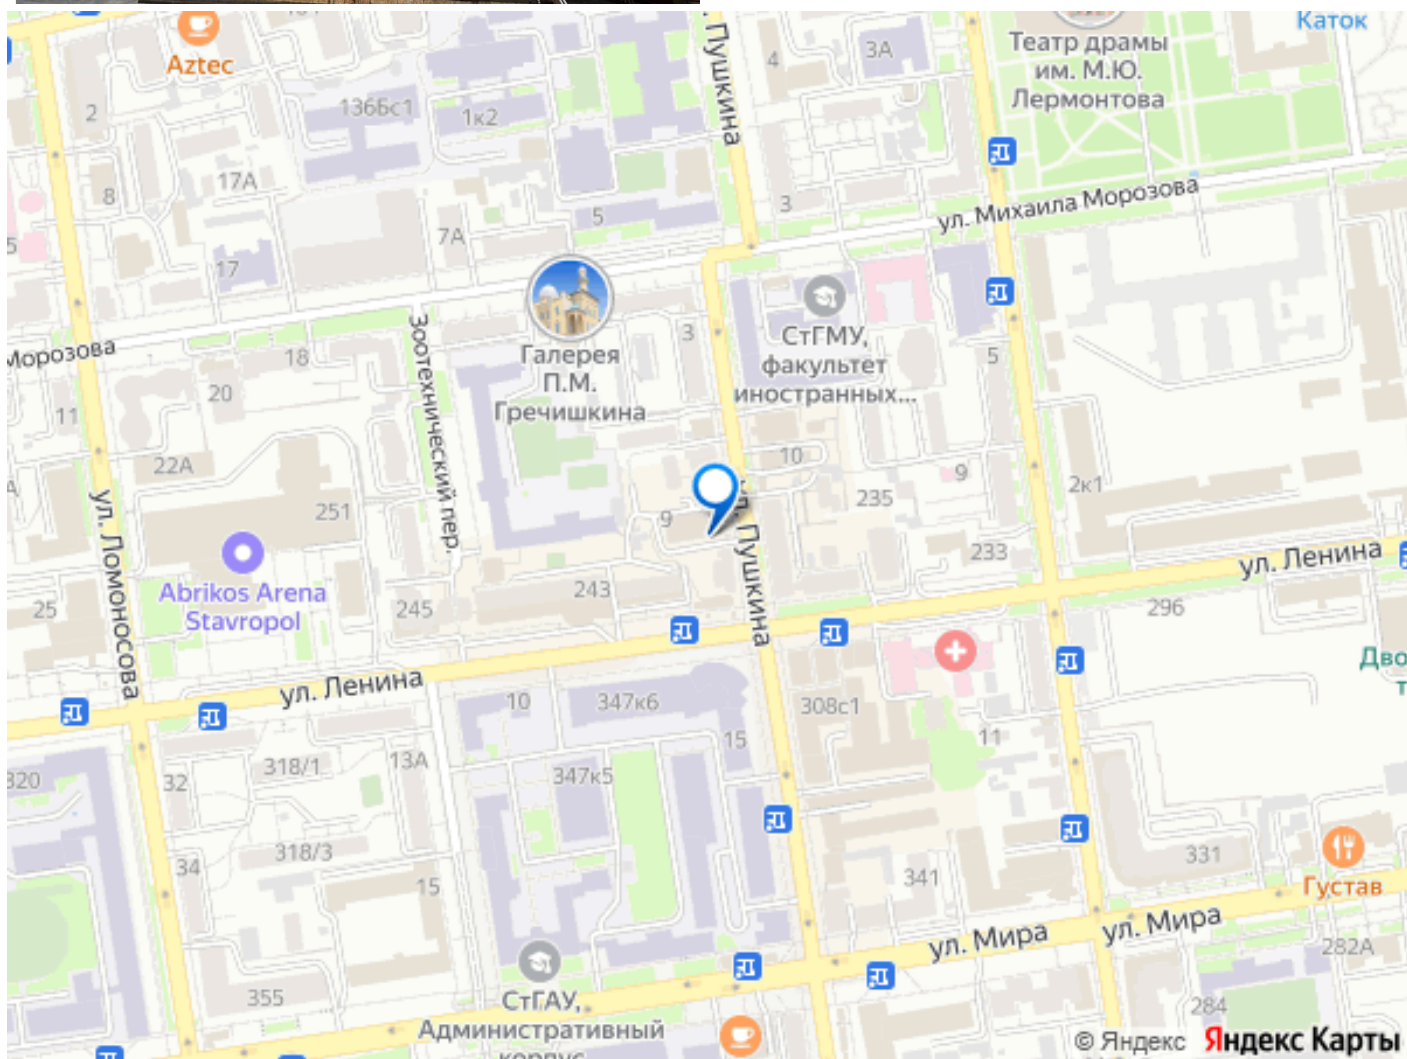 Каток
Aztec
ул. Пушкина
4
3А
Театр драмы
им. М.Ю.
Лермонтова
2
136Бс1
1к2
17А
8
5
3
ул. Михаила Морозова
5
7А
17
Галерея
П.М.
Гречишкина
3
СтГМУ,
факультет
иностранных...
5
Морозова
18
20
11
Зоотехнический пер.
22А
10
9
2к1
235
251
9
ул. Пушкина
ул. Ломоносова
233
ул. Ленина
Abrikos Arena
Stavropol
25
245
243
296
ул. Ленина
10
347к6
308с1
15
11
13А
318/1
320
32
347к5
318/3
34
15
331
341
Густав
ул. Мира
ул. Мира
282А
355
СтГАУ,
Административный
корпус
284
© Яндекс Яндекс Карты